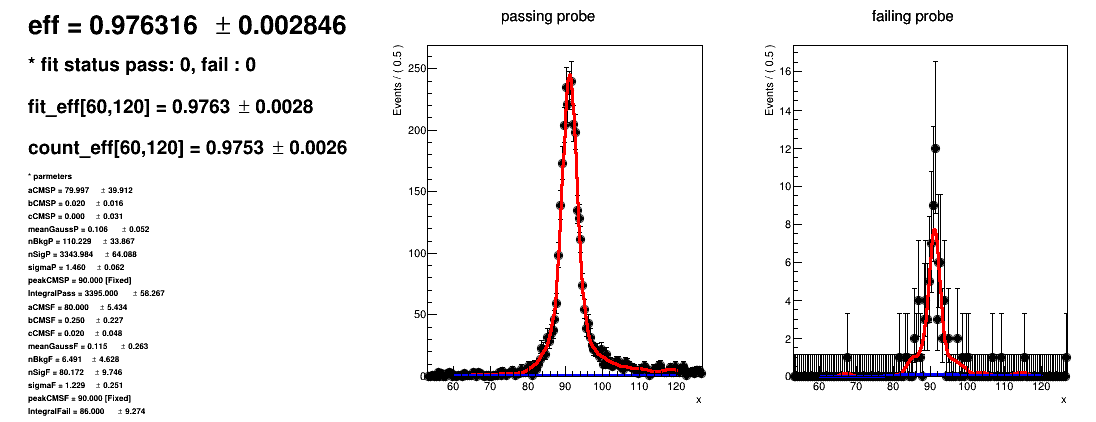 eff = 0.976316 ± 0.002846
* fit status pass: 0, fail : 0
fit_eff[60,120] = 0.9763 ± 0.0028
count_eff[60,120] = 0.9753 ± 0.0026
* parmeters
aCMSP = 79.997 ± 39.912
bCMSP = 0.020 ± 0.016
cCMSP = 0.000 ± 0.031
meanGaussP = 0.106 ± 0.052
nBkgP = 110.229 ± 33.867
nSigP = 3343.984 ± 64.088
sigmaP = 1.460 ± 0.062
peakCMSP = 90.000 [Fixed]
IntegralPass = 3395.000 ± 58.267
aCMSF = 80.000 ± 5.434
bCMSF = 0.250 ± 0.227
cCMSF = 0.020 ± 0.048
meanGaussF = 0.115 ± 0.263
nBkgF = 6.491 ± 4.628
nSigF = 80.172 ± 9.746
sigmaF = 1.229 ± 0.251
peakCMSF = 90.000 [Fixed]
IntegralFail = 86.000 ± 9.274
passing probe
Events / ( 0.5 )
250
200
150
100
50
0
60 70 80 90 100 110 120
x
failing probe
Events / ( 0.5 )
16
14
12
10
8
6
4
2
0
60 70 80 90 100 110 120
x